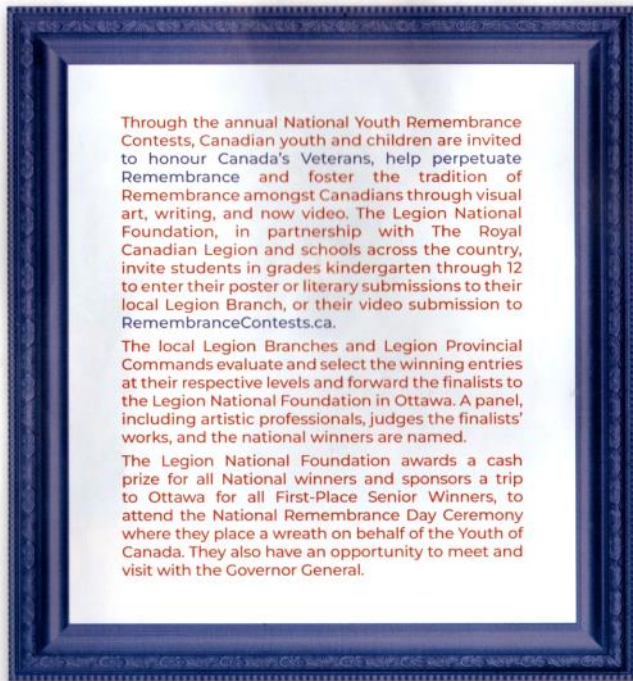 Through the annual National Youth Remembrance
Contests, Canadian youth and children are invited
to honour Canada's Veterans, help perpetuate
Remembrance and foster the tradition of
Remembrance amongst Canadians through visual
art, writing, and now video. The Legion National
Foundation, in partnership with The Royal
Canadian Legion and schools across the country,
invite students in grades kindergarten through 12
to enter their poster or literary submissions to their
local Legion Branch, or their video submission to
RemembranceContests.ca.
The local Legion Branches and Legion Provincial
Commands evaluate and select the winning entries
at their respective levels and forward the finalists to
the Legion National Foundation in Ottawa. A panel,
including artistic professionals, judges the finalists'
works, and the national winners are named.
The Legion National Foundation awards a cash
prize for all National winners and sponsors a trip
to Ottawa for all First-Place Senior Winners, to
attend the National Remembrance Day Ceremony
where they place a wreath on behalf of the Youth of
Canada. They also have an opportunity to meet and
visit with the Governor General.